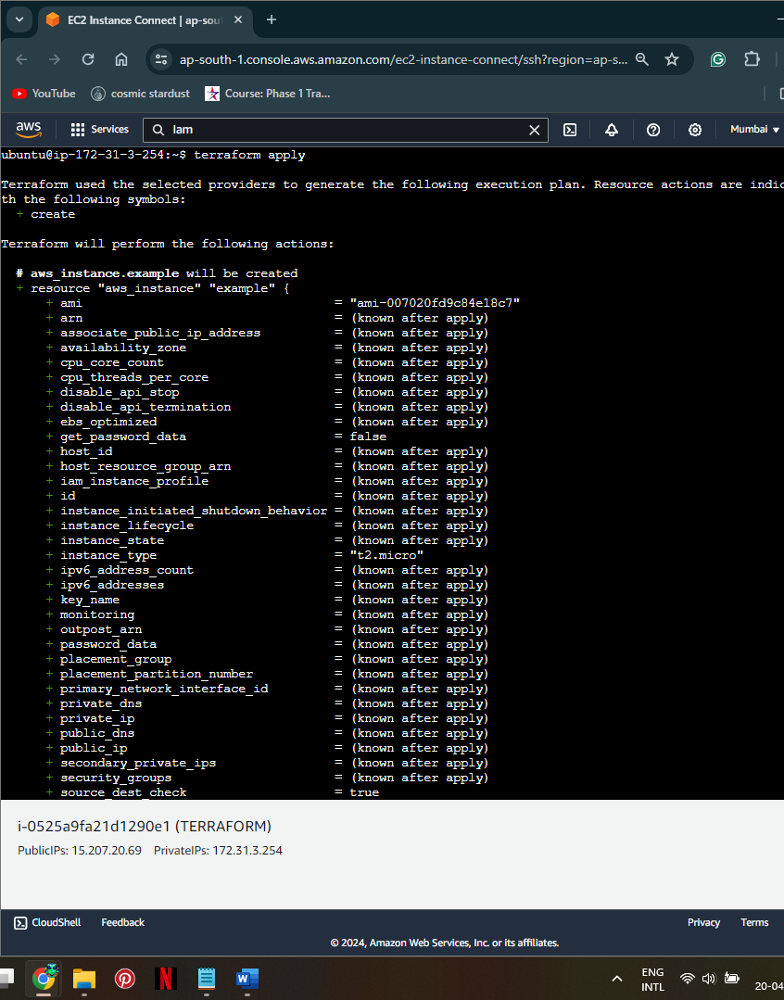 EC2 Instance Connect | ap-sou
ap-south-1.console.aws.amazon.com/ec2-instance-connect/ssh?region=ap-s...
YouTube cosmic stardust Course: Phase 1 Tra...
aws Services Iam Mumbai
ubuntu@ip-172-31-3-254:~$ terraform apply
Terraform used the selected providers to generate the following execution plan. Resource actions are indic
th the following symbols:
+ create
Terraform will perform the following actions:
# aws_instance.example will be created
+ resource "aws_instance" "example" {
+ ami = "ami-007020fd9c84e18c7"
+ arn = (known after apply)
+ associate_public_ip_address = (known after apply)
+ availability_zone = (known after apply)
+ cpu_core_count = (known after apply)
+ cpu_threads_per_core = (known after apply)
+ disable_api_stop = (known after apply)
+ disable_api_termination = (known after apply)
+ ebs_optimized = (known after apply)
+ get_password_data = false
+ host_id = (known after apply)
+ host_resource_group_arn = (known after apply)
+ iam_instance_profile = (known after apply)
+ id = (known after apply)
+ instance_initiated_shutdown_behavior = (known after apply)
+ instance_lifecycle = (known after apply)
+ instance_state = (known after apply)
+ instance_type = "t2.micro"
+ ipv6_address_count = (known after apply)
+ ipv6_addresses = (known after apply)
+ key_name = (known after apply)
+ monitoring = (known after apply)
+ outpost_arn = (known after apply)
+ password_data = (known after apply)
+ placement_group = (known after apply)
+ placement_partition_number = (known after apply)
+ primary_network_interface_id = (known after apply)
+ private_dns = (known after apply)
+ private_ip = (known after apply)
+ public_dns = (known after apply)
+ public_ip = (known after apply)
+ secondary_private_ips = (known after apply)
+ security_groups = (known after apply)
+ source_dest_check = true
i-0525a9fa21d1290e1 (TERRAFORM)
PublicIPs: 15.207.20.69 PrivateIPs: 172.31.3.254
CloudShell Feedback Privacy Terms
© 2024, Amazon Web Services, Inc. or its affiliates.
ENG
INTL
20-04